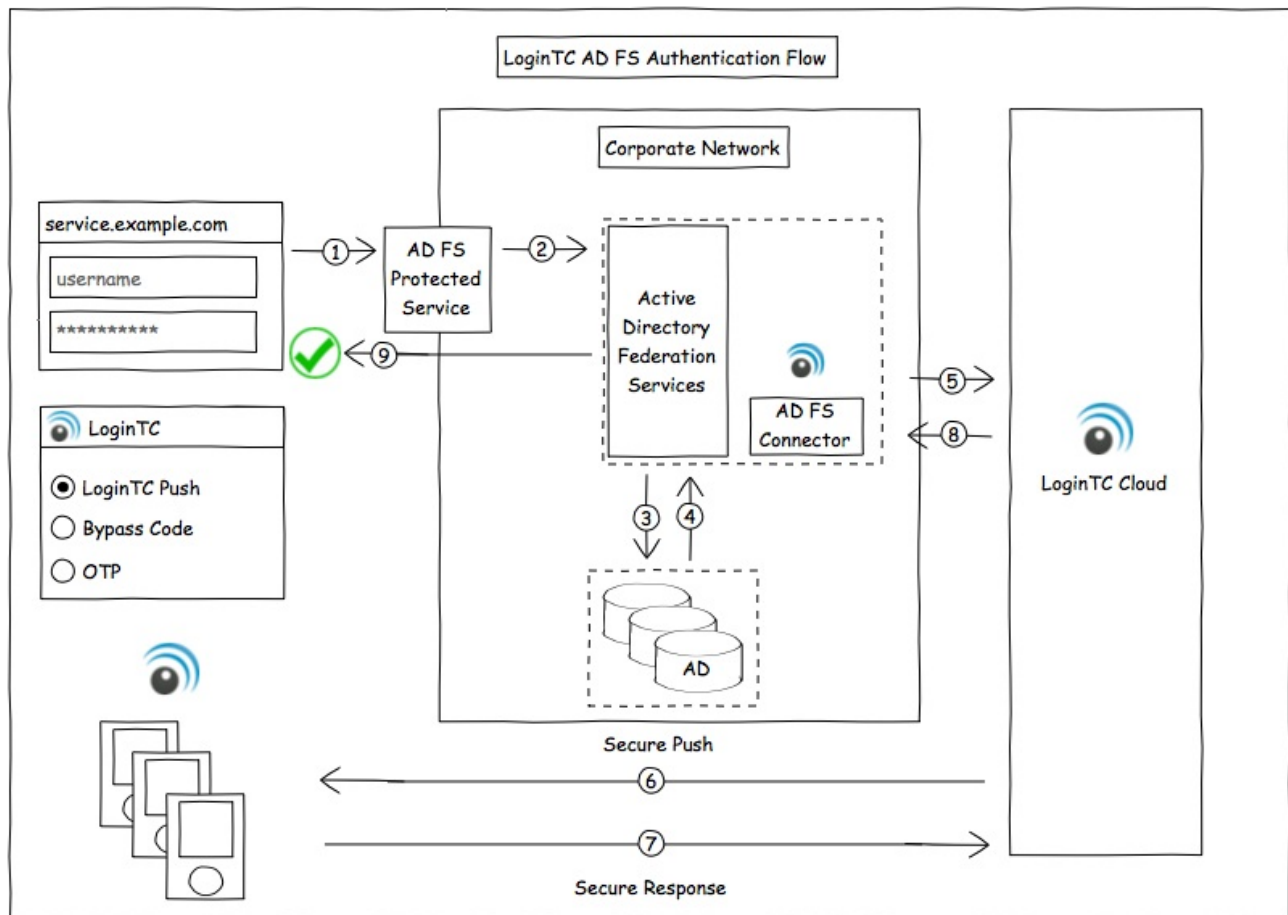 LoginTC AD FS Authentication Flow
Corporate Network
service.example.com
username
**********
AD FS
Protected
Service
1
2
Active
Directory
Federation
Services
9
AD FS
Connector
5
8
LoginTC Cloud
LoginTC
LoginTC Push
Bypass Code
OTP
3
4
AD
Secure Push
6
7
Secure Response